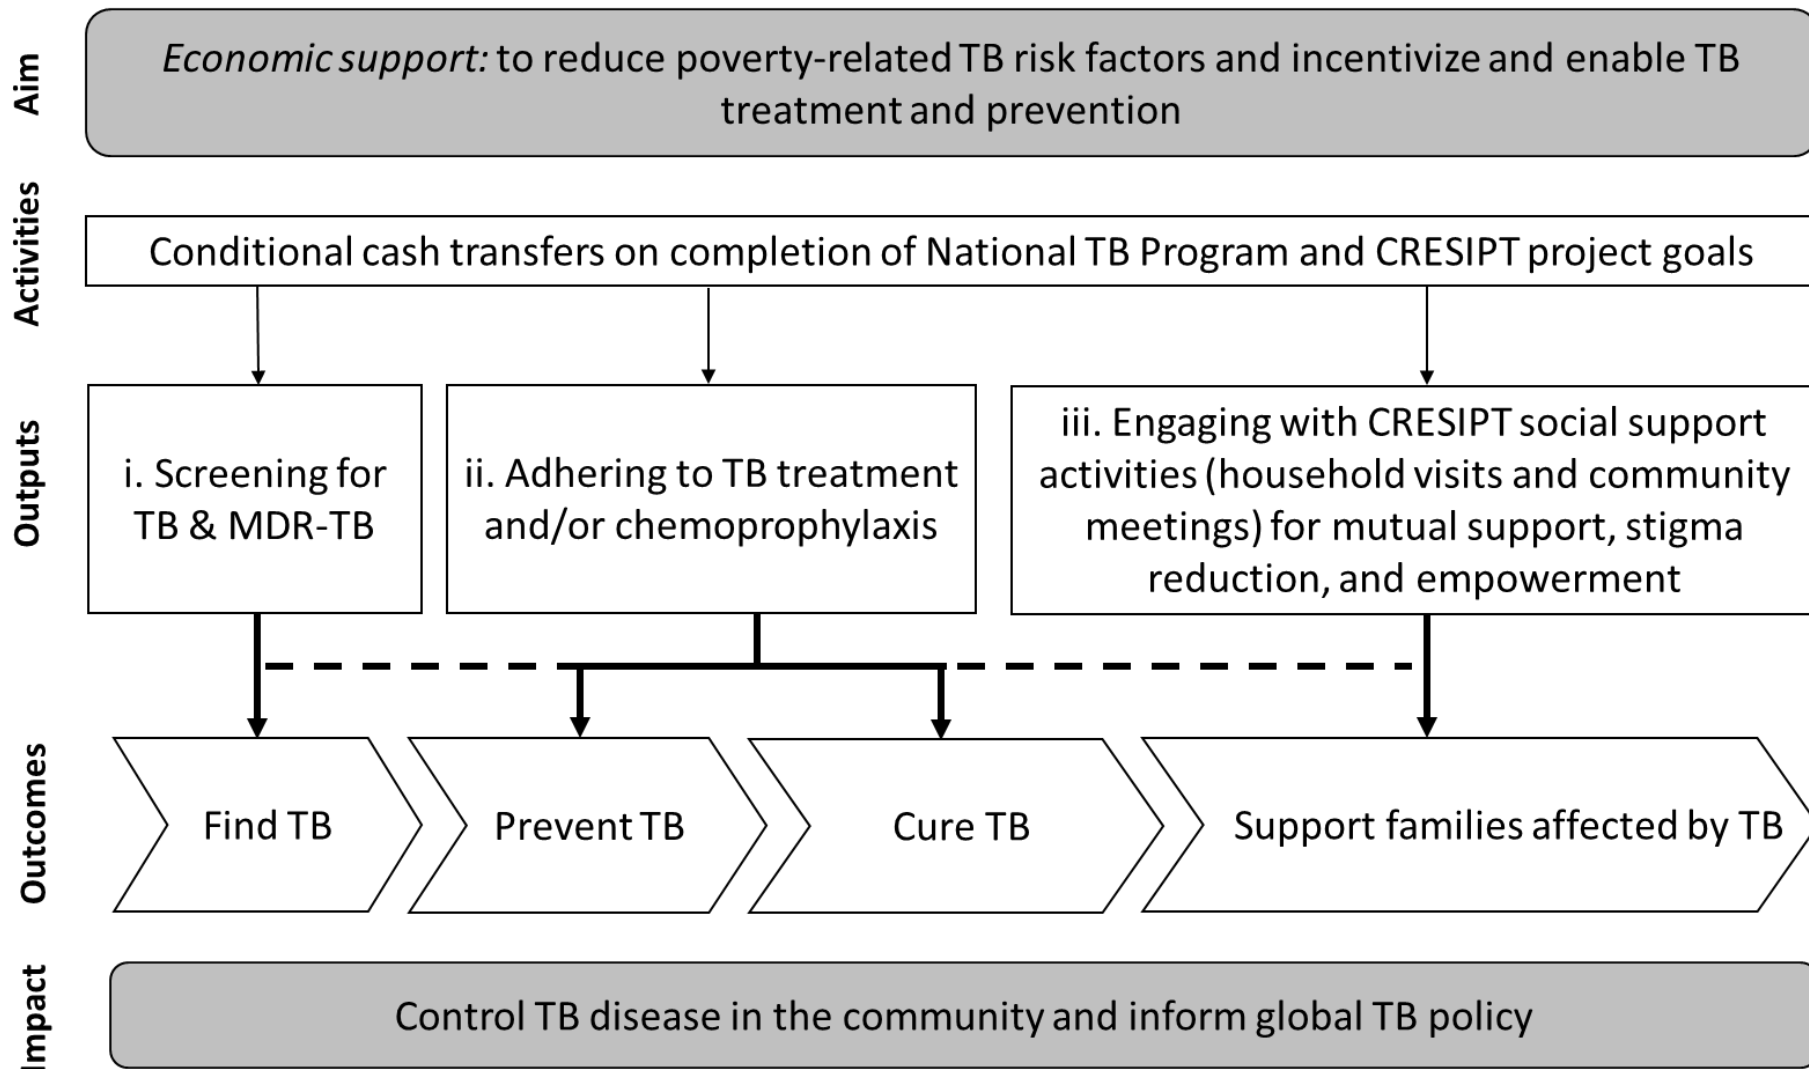 Aim
Economic support: to reduce poverty-related TB risk factors and incentivize and enable TB
treatment and prevention
Activities
Conditional cash transfers on completion of National TB Program and CRESIPT project goals
Outputs
i. Screening for
TB & MDR-TB
ii. Adhering to TB treatment
and/or chemoprophylaxis
iii. Engaging with CRESIPT social support
activities (household visits and community
meetings) for mutual support, stigma
reduction, and empowerment
Outcomes
Find TB
Prevent TB
Cure TB
Support families affected by TB
Impact
Control TB disease in the community and inform global TB policy